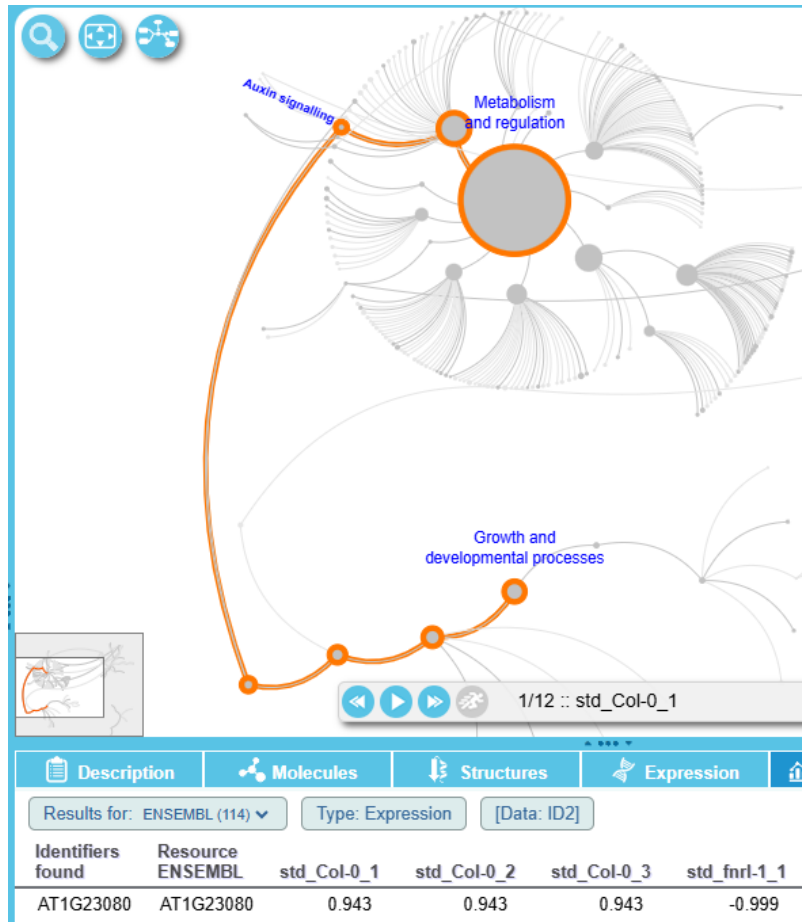 Auxin signalling
Metabolism
and regulation
Growth and
developmental processes
1/12 :: std_Col-0_1
Description
Molecules
Structures
Expression
Results for: ENSEMBL (114)
Type: Expression
[Data: ID2]
Identifiers found
Resource ENSEMBL
std_Col-0_1
std_Col-0_2
std_Col-0_3
std_fnrl-1_1
AT1G23080
AT1G23080
0.943
0.943
0.943
-0.999